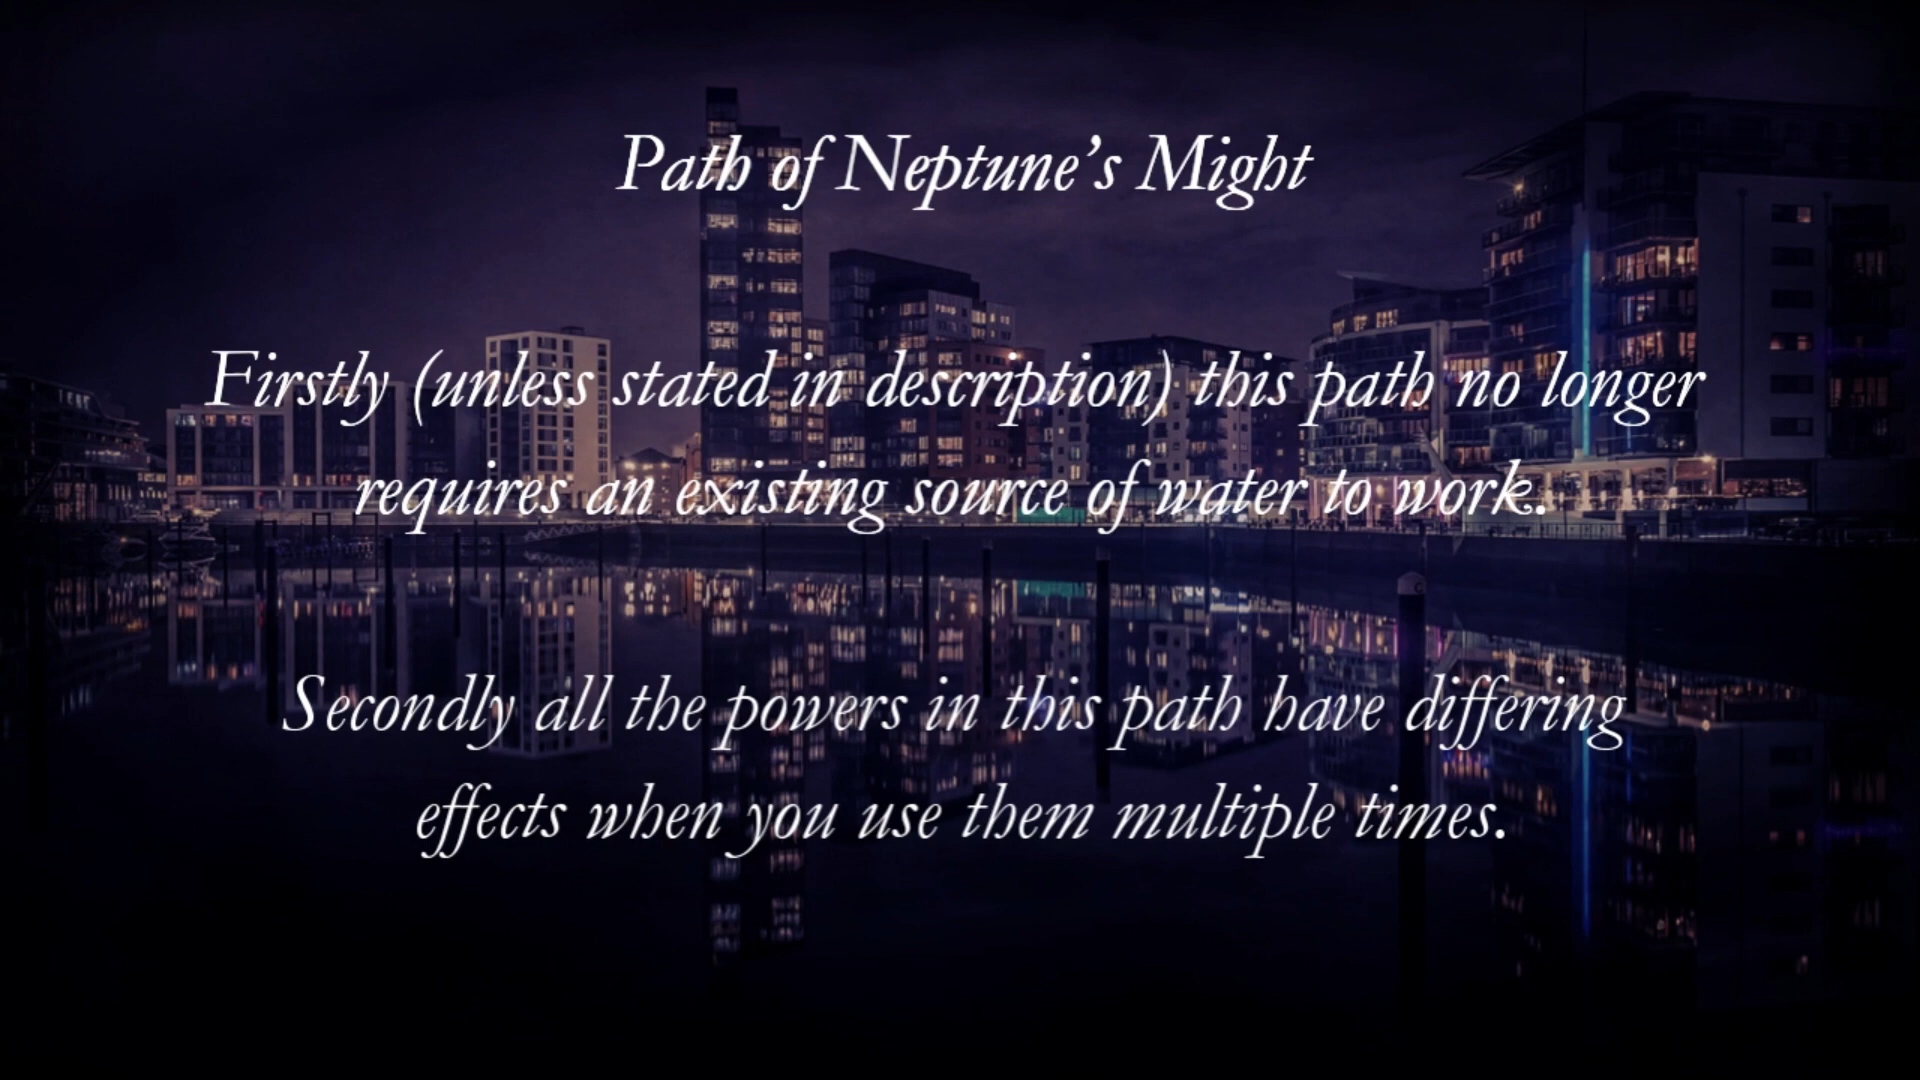 Path of Neptune’s Might
Firstly (unless stated in description) this path no longer
requires an existing source of water to work.
Secondly all the powers in this path have differing
effects when you use them multiple times.